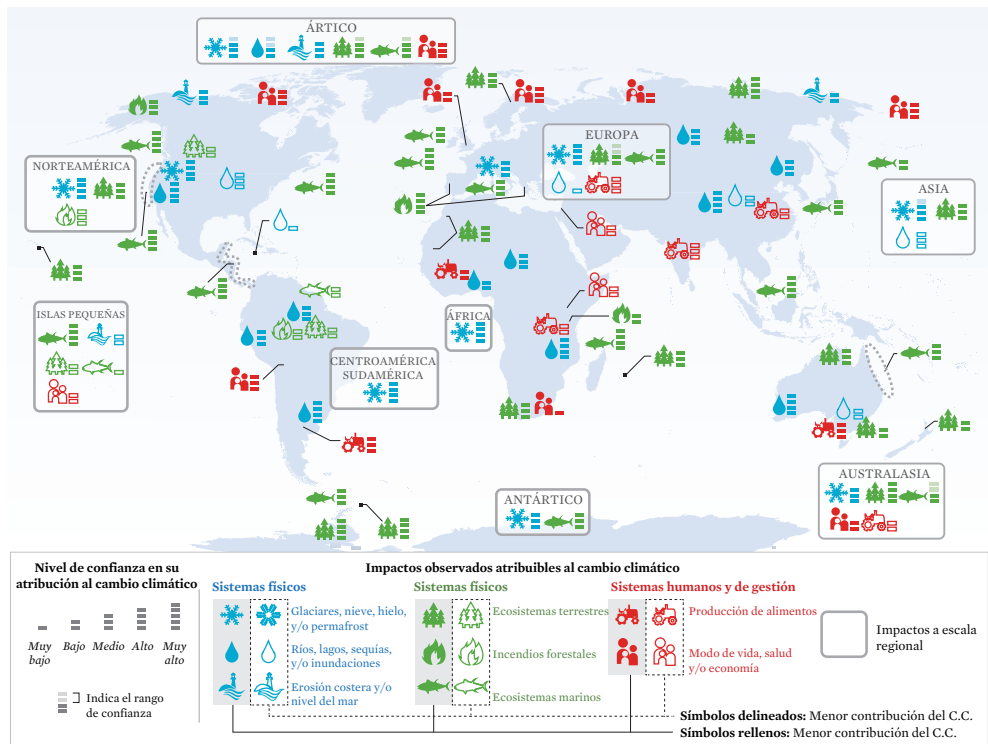 ÁRTICO
EUROPA
NORTEAMÉRICA
ASIA
ISLAS PEQUEÑAS
ÁFRICA
CENTROAMÉRICA
SUDAMÉRICA
AUSTRALASIA
ANTÁRTICO
Nivel de confianza en su
atribución al cambio climático
Muy
bajo
Bajo
Medio
Alto
Muy
alto
Indica el rango
de confianza
Impactos observados atribuibles al cambio climático
Sistemas físicos
Glaciares, nieve, hielo,
y/o permafrost
Ríos, lagos, sequías,
y/o inundaciones
Erosión costera y/o
nivel del mar
Sistemas físicos
Ecosistemas terrestres
Incendios forestales
Ecosistemas marinos
Sistemas humanos y de gestión
Producción de alimentos
Modo de vida, salud
y/o economía
Impactos a escala
regional
Símbolos delineados: Menor contribución del C.C.
Símbolos rellenos: Menor contribución del C.C.